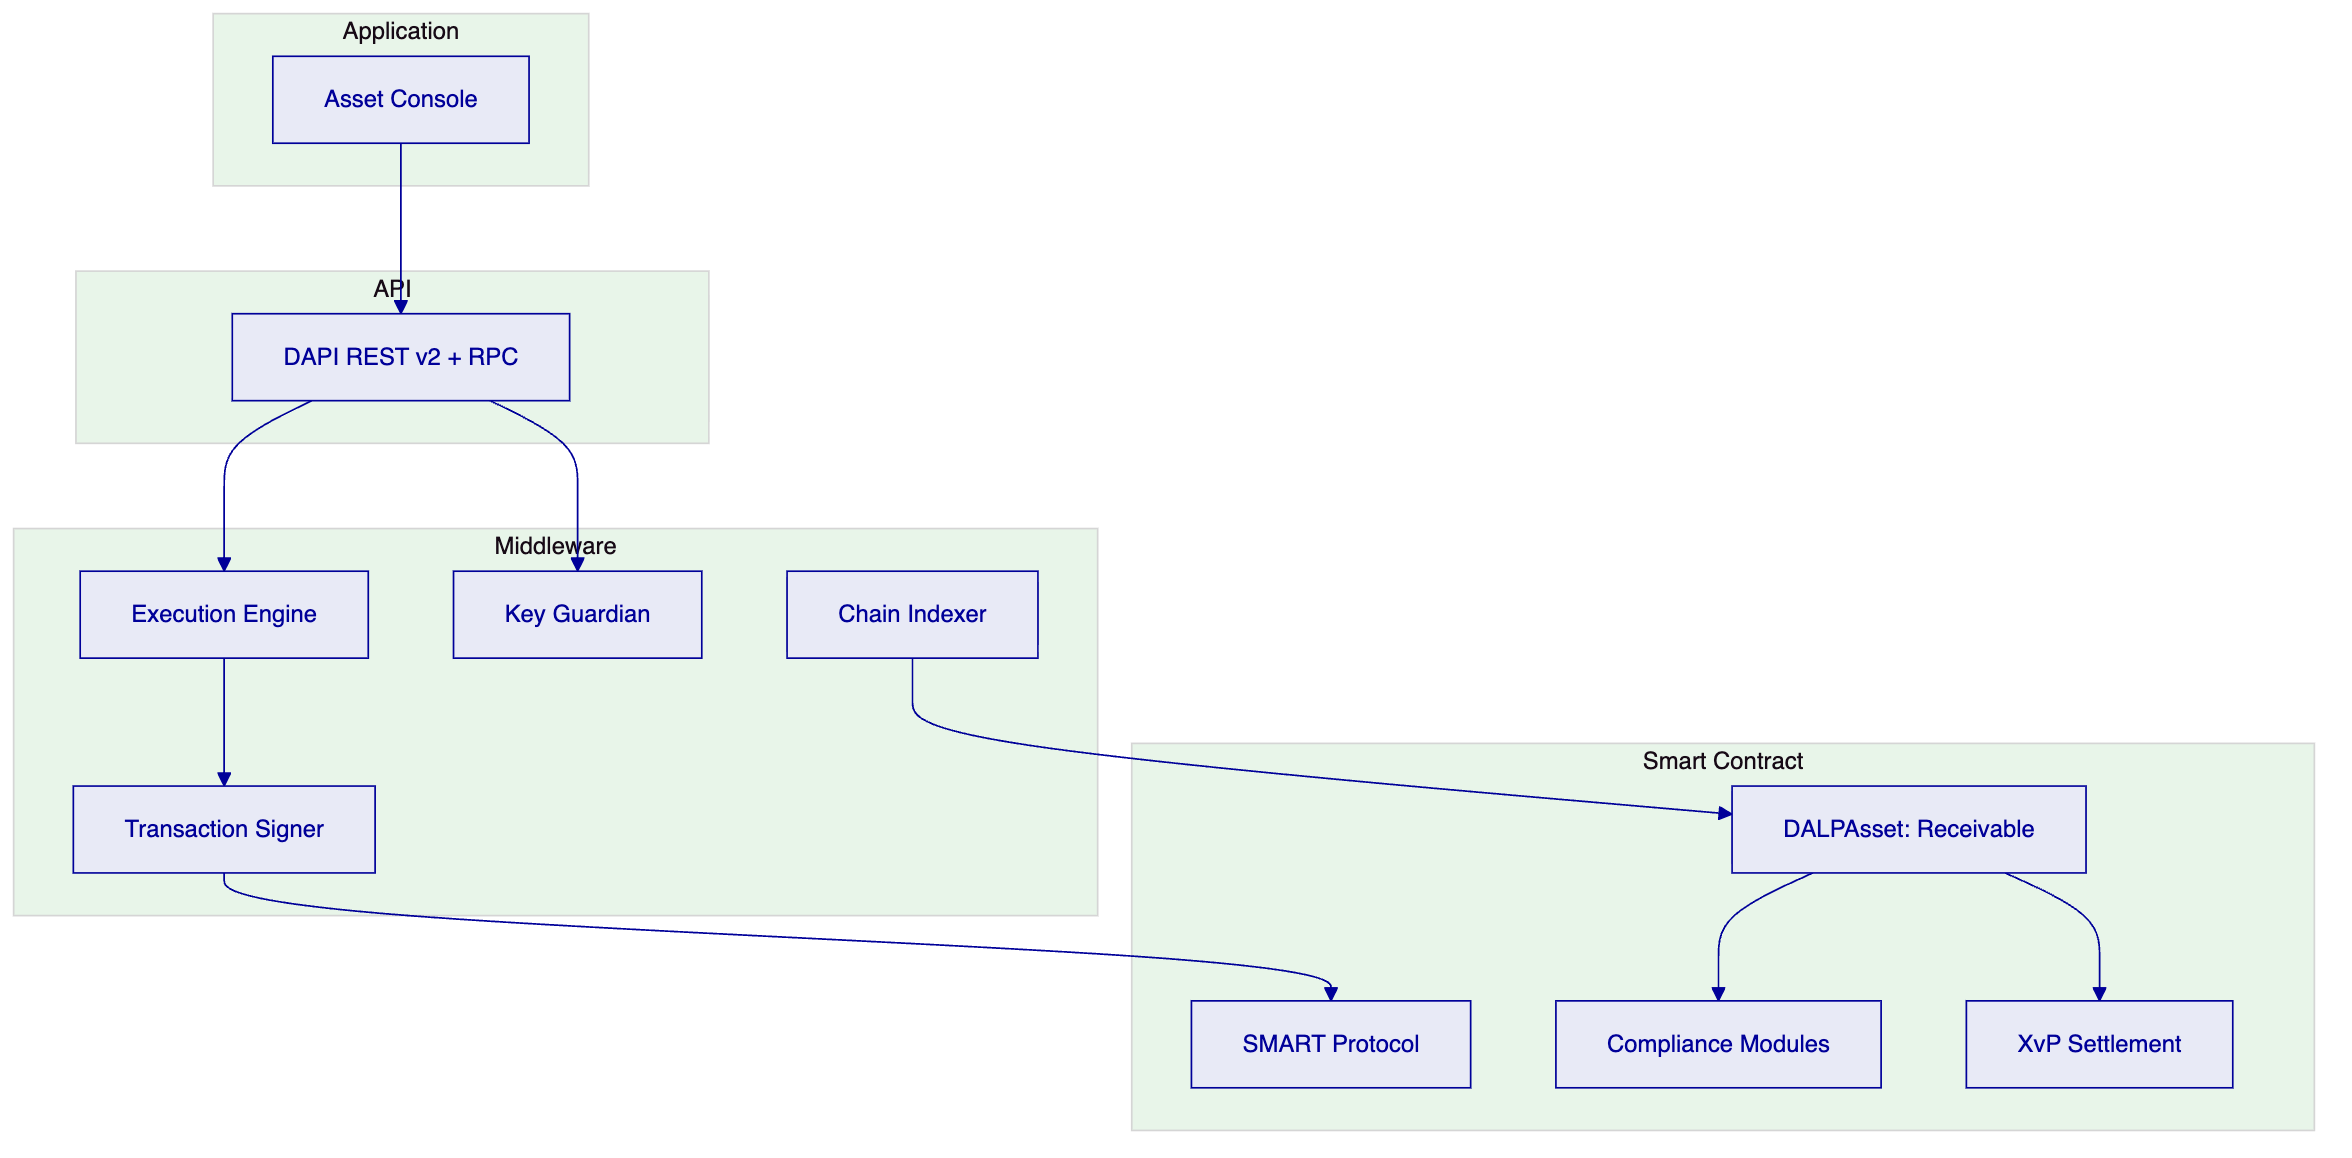 Application
Asset Console
API
DAPI REST v2 + RPC
Middleware
Execution Engine
Key Guardian
Chain Indexer
Transaction Signer
Smart Contract
DALPAsset: Receivable
SMART Protocol
Compliance Modules
XvP Settlement